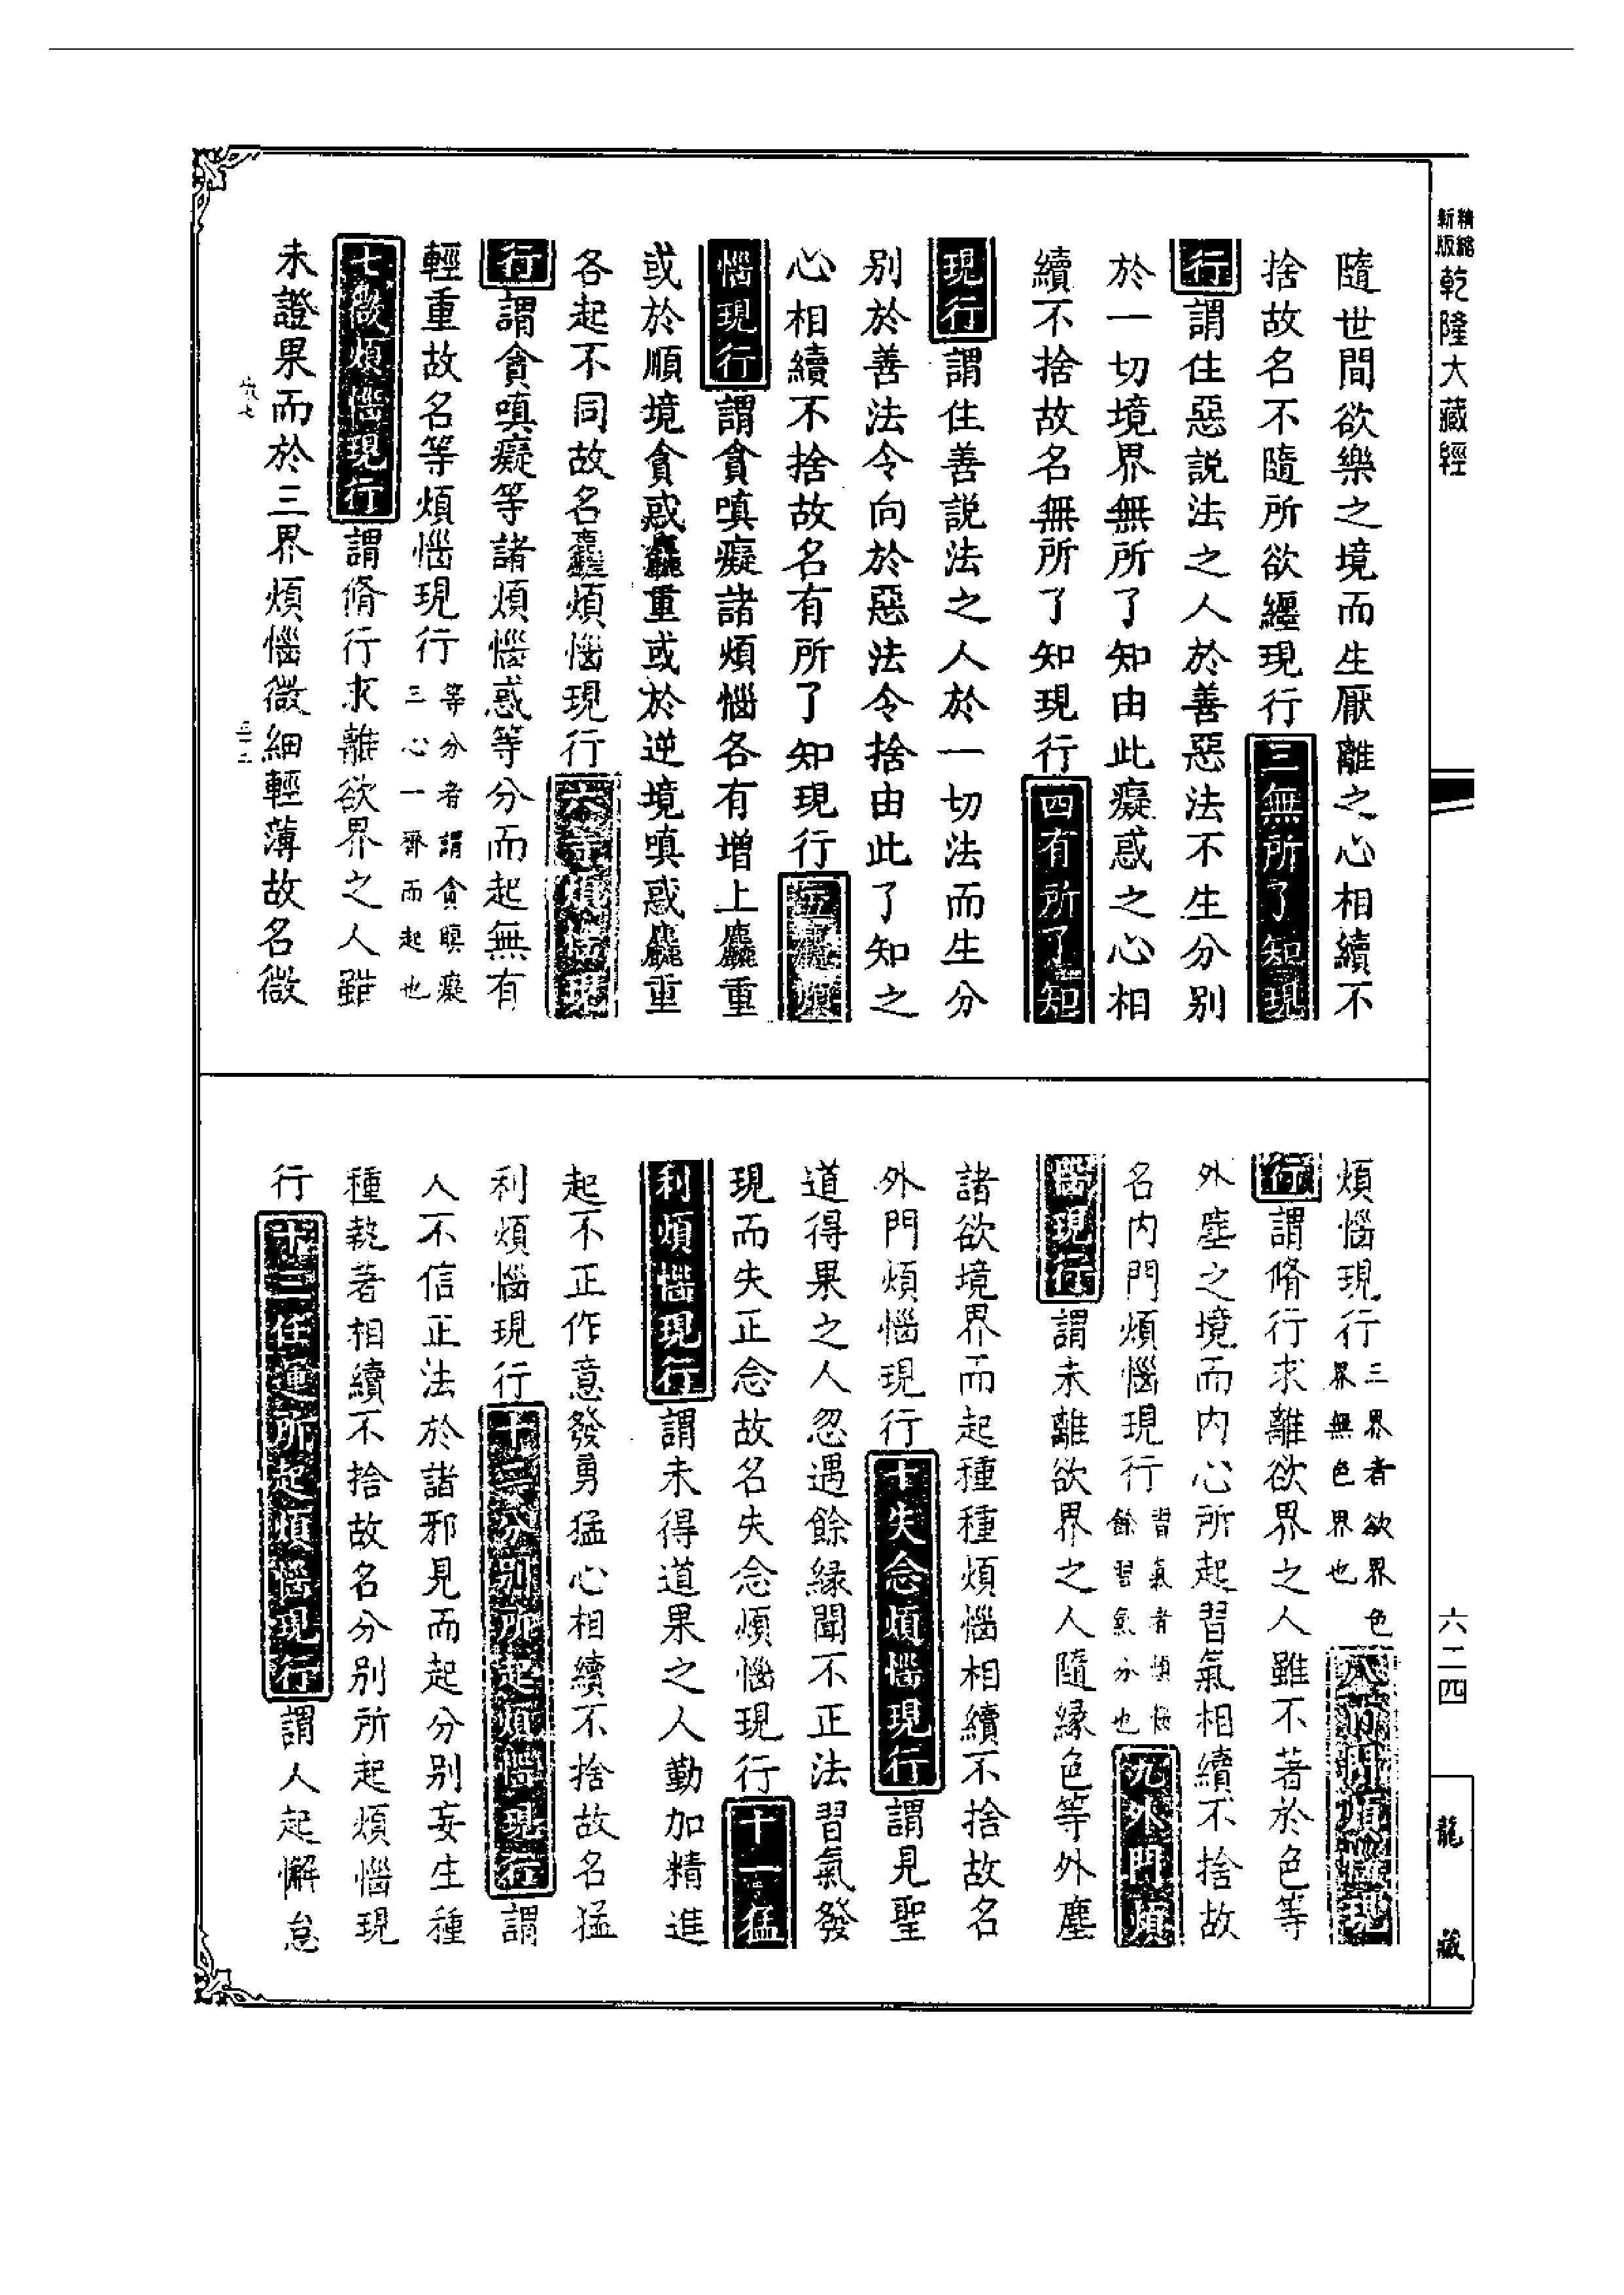 精縮新版
乾隆大藏經
隨世間欲樂之境而生厭離之心相續不
捨故名不隨所欲纏現行三無所了知現
行謂住惡説法之人於善惡法不生分別
於一切境界無所了知由此癡惑之心相
續不捨故名無所了知現行四有所了知
現行謂住善説法之人於一切法而生分
别於善法令向於惡法令捨由此了知之
心相續不捨故名有所了知現行五麤煩
惱現行謂貪嗔癡諸煩惱各有增上麤重
或於順境貪惑麤重或於逆境嗔惑麤重
各起不同故名麤煩惱現行六等煩惱現
行謂貪嗔癡等諸煩惱惑等分而起無有
輕重故名等煩惱現行等分者謂貪瞋癡三心一齊而起也
七微煩惱現行謂脩行求離欲界之人雖
未證果而於三界煩惱微細輕薄故名微
煩惱現行三界者欲界色界無色界也八内門煩惱現
行謂脩行求離欲界之人雖不著於色等
外塵之境而内心所起習氣相續不捨故
名内門煩惱現行習氣者煩惱餘習氣分也九外門煩
惱現行謂未離欲界之人隨緣色等外塵
諸欲境界而起種種煩惱相續不捨故名
外門煩惱現行十失念煩惱現行謂見聖
道得果之人忽遇餘緣聞不正法習氣發
現而失正念故名失念煩惱現行十一猛
利煩惱現行謂未得道果之人勤加精進
起不正作意發勇猛心相續不捨故名猛
利煩惱現行十二分别所起煩惱現行謂
人不信正法於諸邪見而起分别妄生種
種執著相續不捨故名分别所起煩惱現
行十三任運所起煩惱現行謂人起懈怠
六二四
龍藏